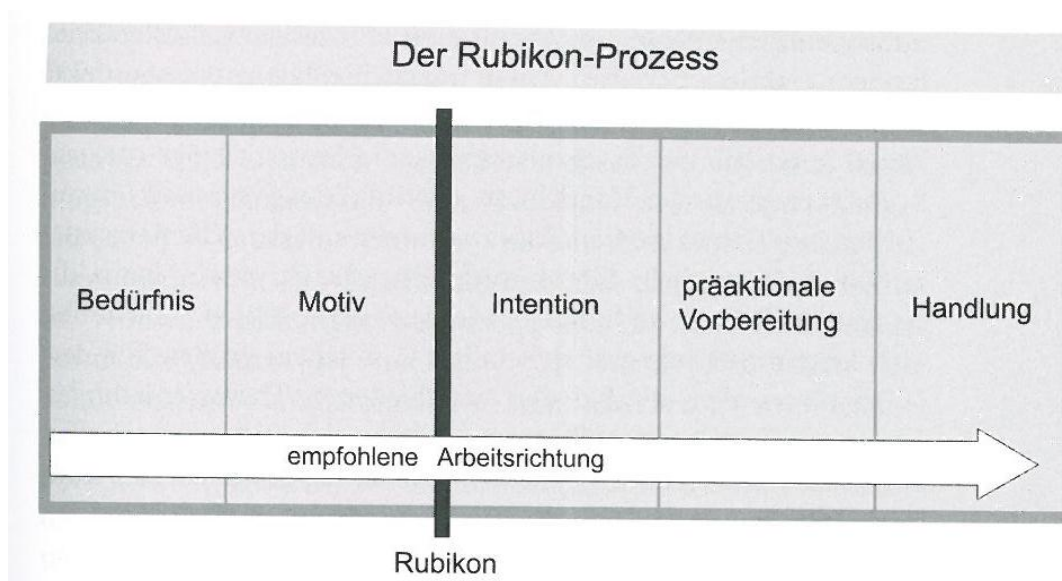 Der Rubikon-Prozess
Bedürfnis
Motiv
Intention
präaktionale
Vorbereitung
Handlung
empfohlene Arbeitsrichtung
Rubikon